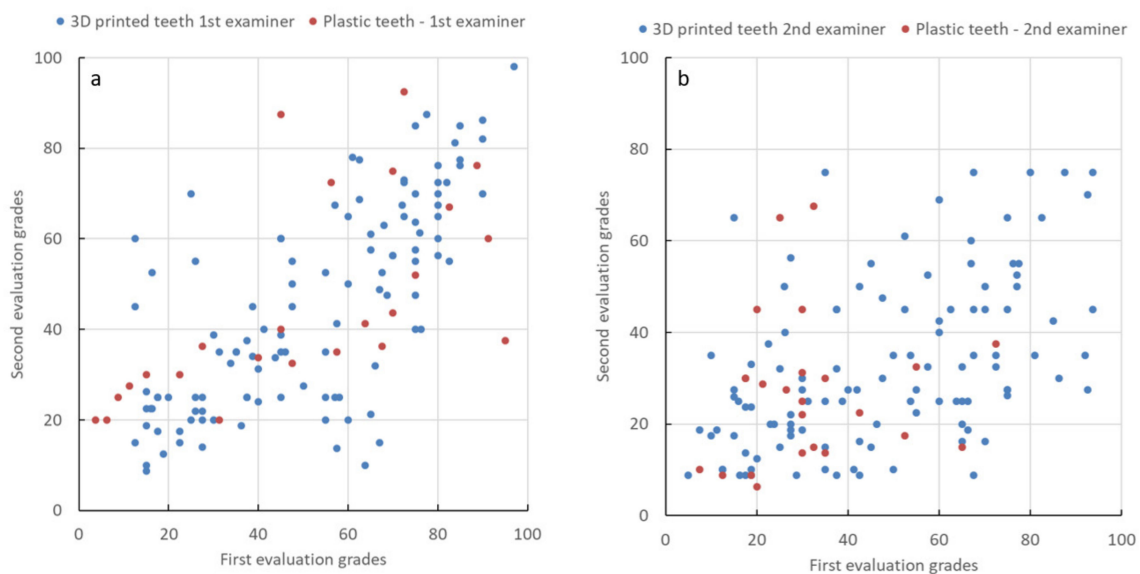 3D printed teeth 1st examiner Plastic teeth - 1st examiner
a
100
80
60
40
20
0
0 20 40 60 80 100
Second evaluation grades
First evaluation grades
3D printed teeth 2nd examiner Plastic teeth - 2nd examiner
b
100
80
60
40
20
0
0 20 40 60 80 100
Second evaluation grades
First evaluation grades